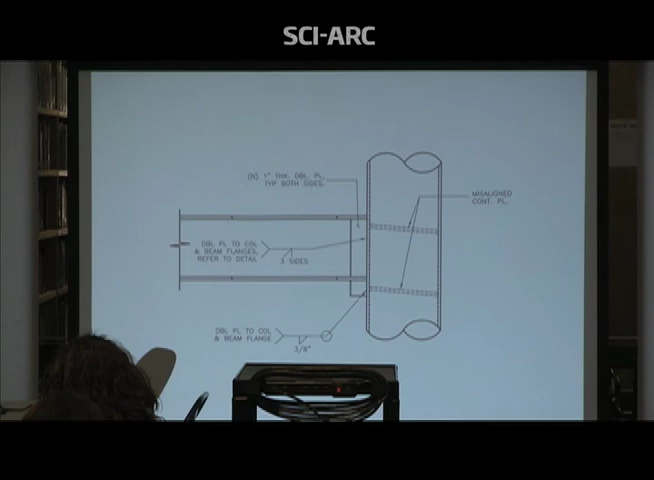 SCI-ARC
(N) 1" THK. DBL PL.
TYP BOTH SIDES.
MISALIGNED
CONT. PL.
DBL PL TO COL
& BEAM FLANGES,
REFER TO DETAIL
3 SIDES
DBL PL TO COL
& BEAM FLANGE
3/8"